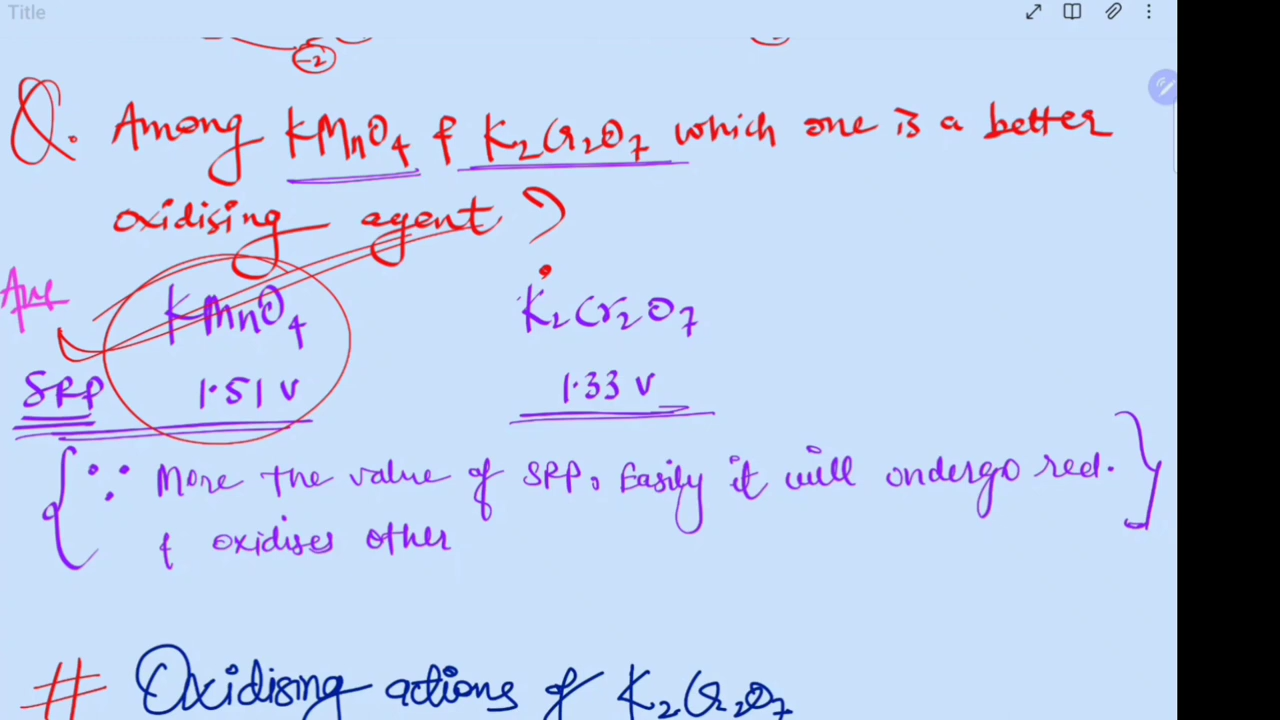 Title
-2
Q. Among KMnO4 & K2Cr2O7 which one is a better
oxidising agent?
Ans
KMnO4 K2Cr2O7
SRP 1.51 V 1.33 V
{ ∵ More the value of SRP, Easily it will undergo red. }
& oxidises other
# Oxidising actions of K2Cr2O7